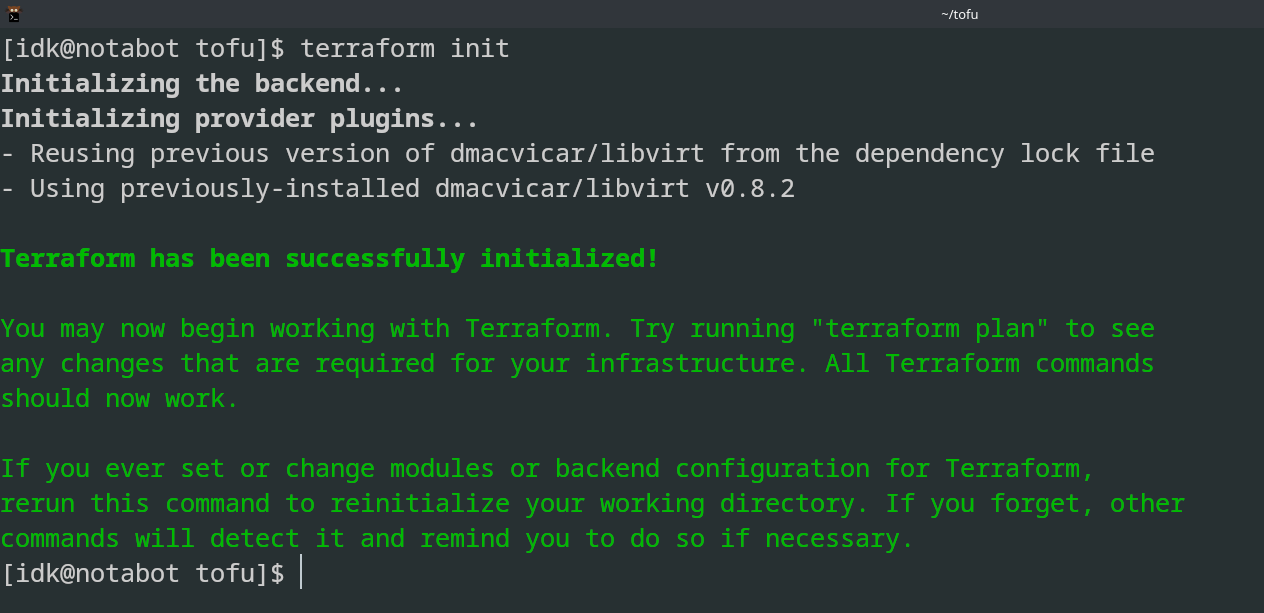 ~/tofu
[idk@notabot tofu]$ terraform init
Initializing the backend...
Initializing provider plugins...
- Reusing previous version of dmacvicar/libvirt from the dependency lock file
- Using previously-installed dmacvicar/libvirt v0.8.2
Terraform has been successfully initialized!
You may now begin working with Terraform. Try running "terraform plan" to see
any changes that are required for your infrastructure. All Terraform commands
should now work.
If you ever set or change modules or backend configuration for Terraform,
rerun this command to reinitialize your working directory. If you forget, other
commands will detect it and remind you to do so if necessary.
[idk@notabot tofu]$